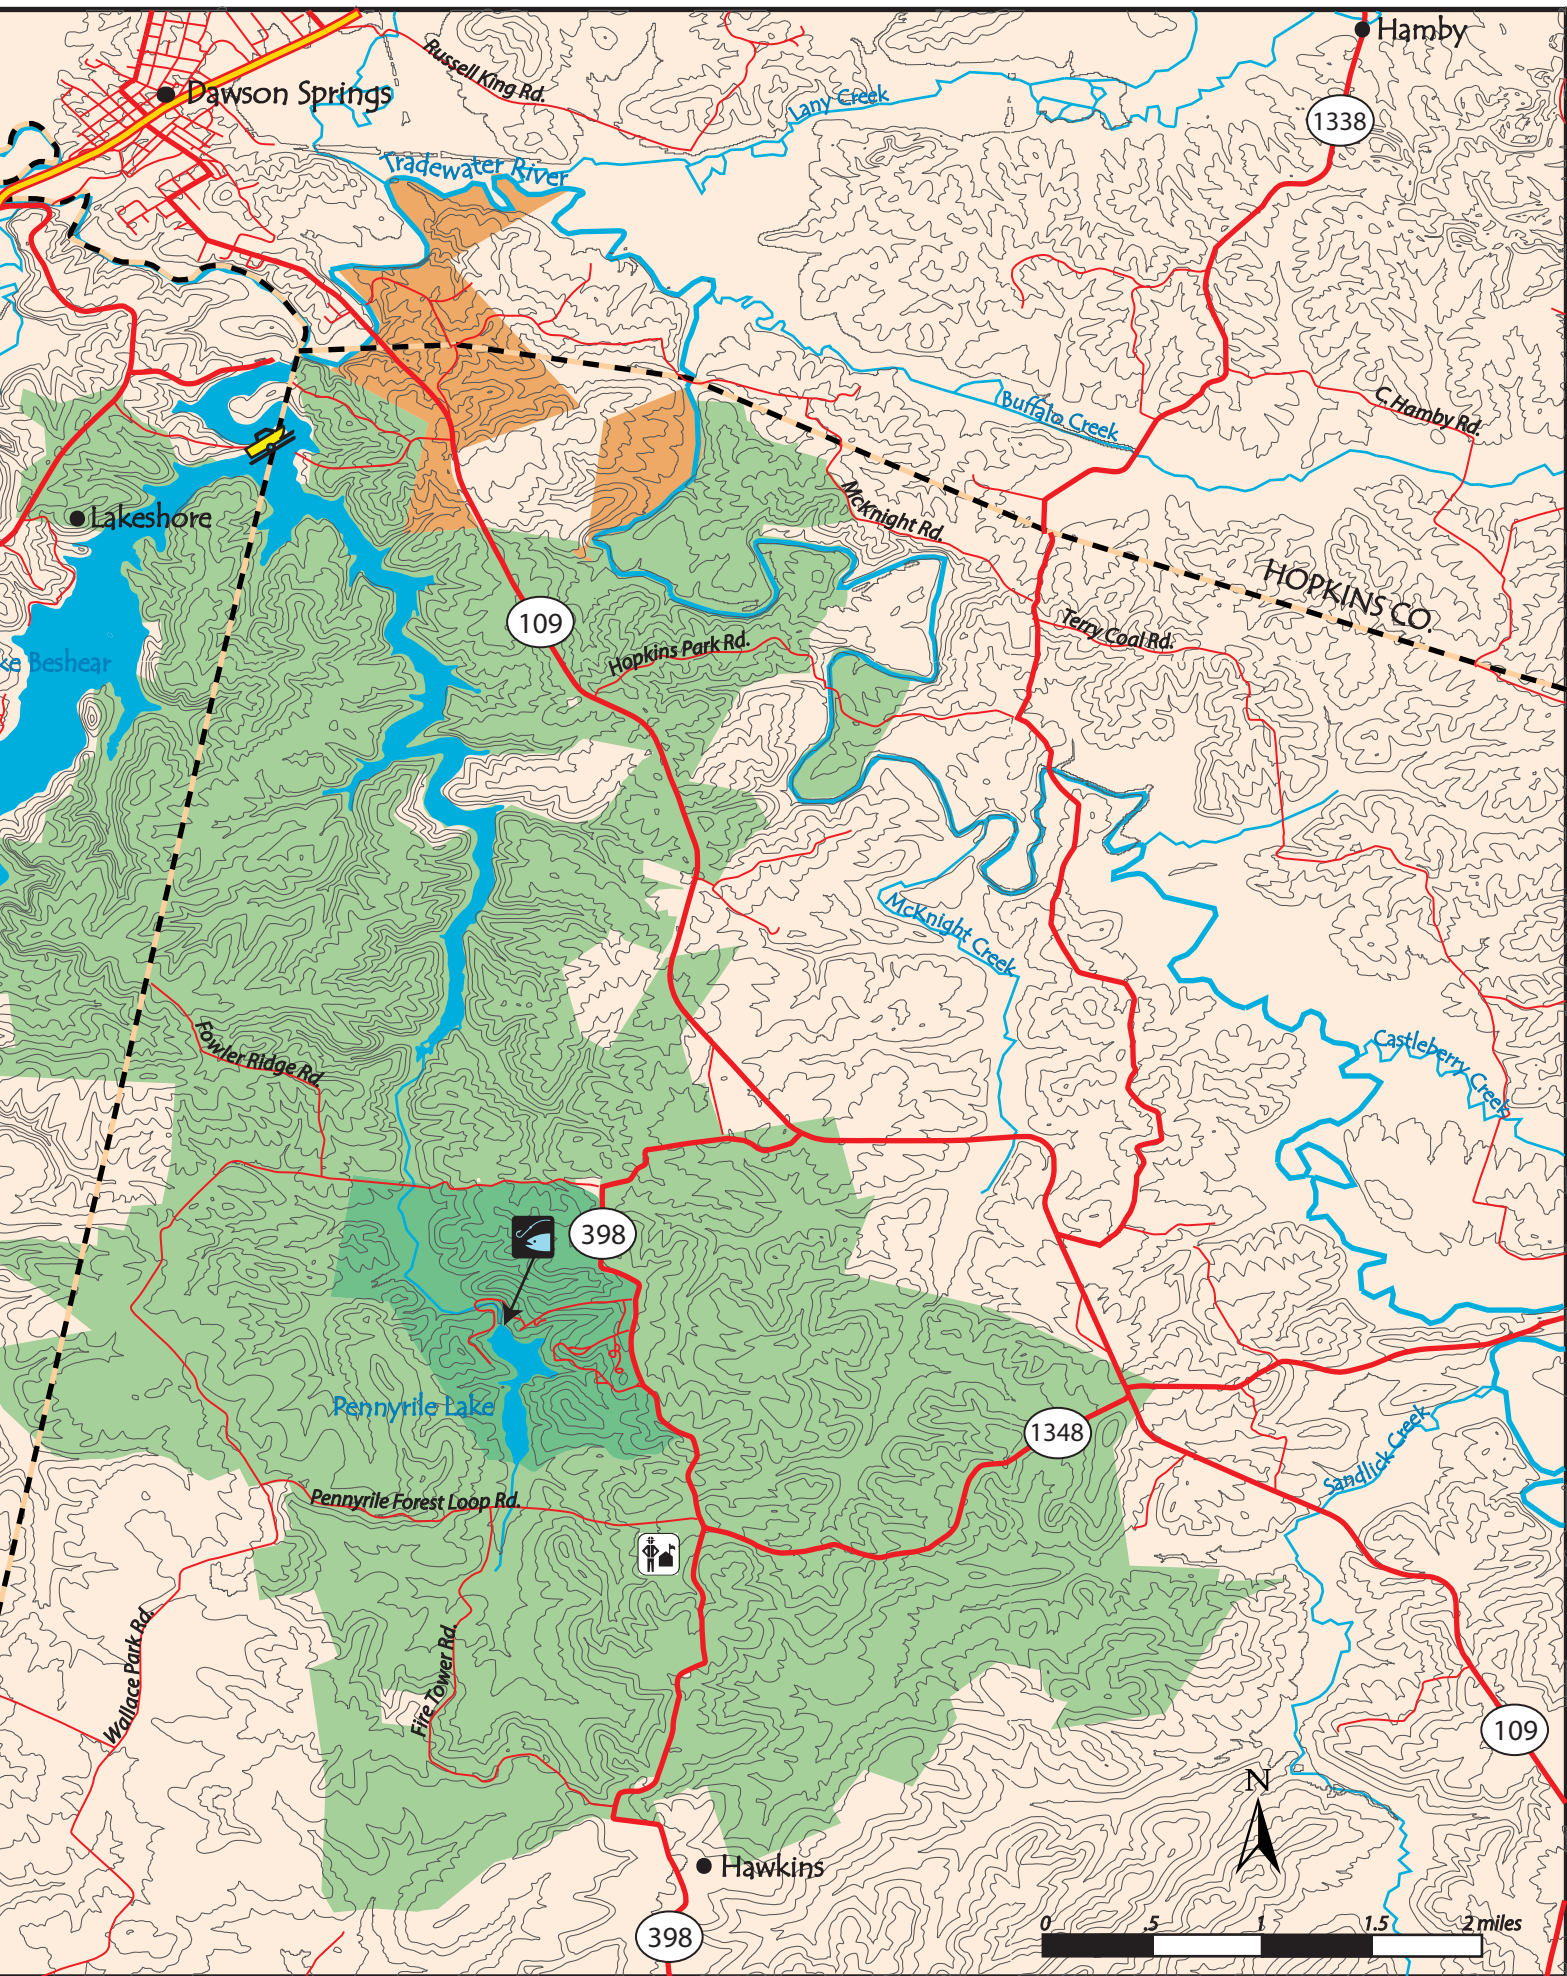 Hamby
Russell King Rd.
Dawson Springs
Lany Creek
1338
Tradewater River
C. Hamby Rd.
Buffalo Creek
McKnight Rd.
Lakeshore
HOPKINS CO.
109
Terry Coal Rd.
Hopkins Park Rd.
ke Beshear
McKnight Creek
Fowler Ridge Rd.
Castleberry Creek
398
Pennyrile Lake
1348
Sandlick Creek
Pennyrile Forest Loop Rd.
Wallace Park Rd.
Fire Tower Rd.
109
N
Hawkins
398
0 .5 1 1.5 2 miles